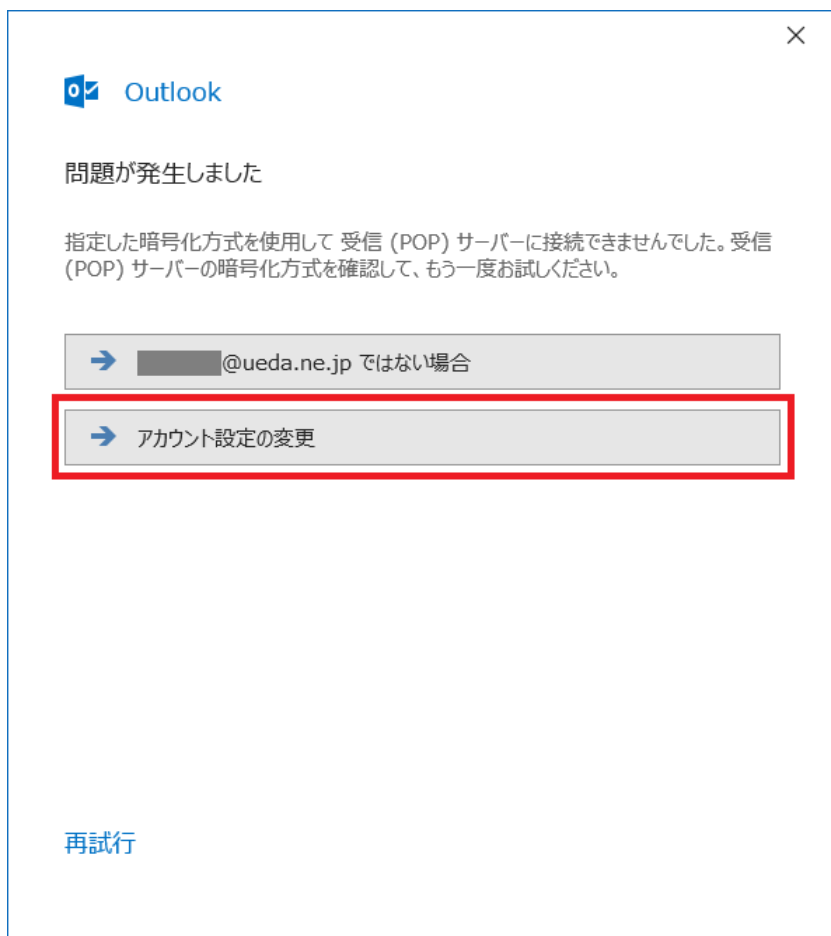 Outlook
問題が発生しました
指定した暗号化方式を使用して 受信 (POP) サーバーに接続できませんでした。受信
(POP) サーバーの暗号化方式を確認して、もう一度お試しください。
@ueda.ne.jp ではない場合
アカウント設定の変更
再試行